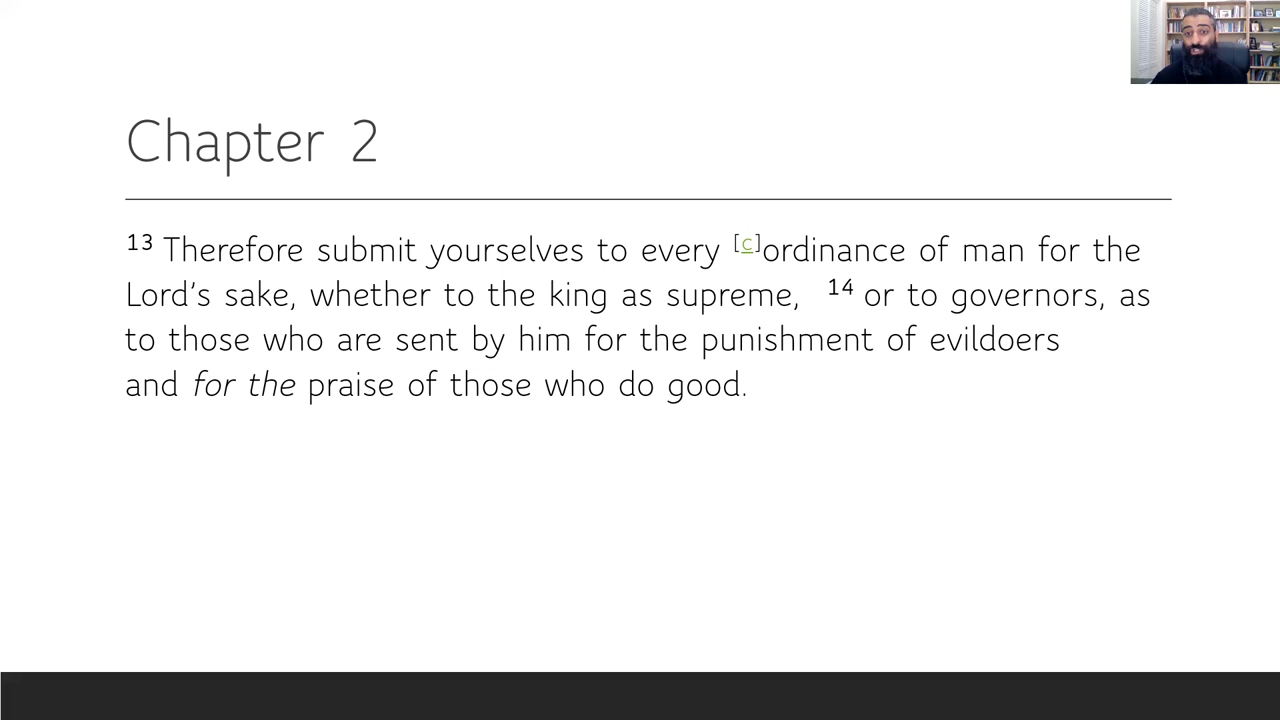 Chapter 2
13 Therefore submit yourselves to every [c]ordinance of man for the
Lord’s sake, whether to the king as supreme, 14 or to governors, as
to those who are sent by him for the punishment of evildoers
and for the praise of those who do good.